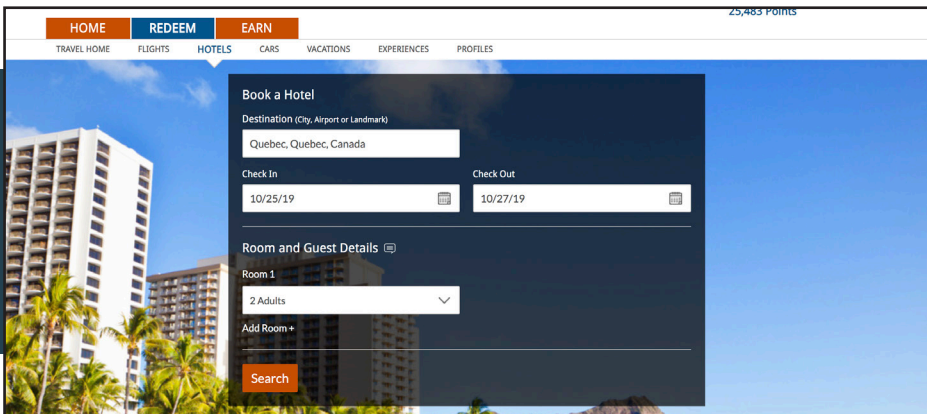 25,483 Points
HOME REDEEM EARN
TRAVEL HOME FLIGHTS HOTELS CARS VACATIONS EXPERIENCES PROFILES
Book a Hotel
Destination (City, Airport or Landmark)
Quebec, Quebec, Canada
Check In Check Out
10/25/19 10/27/19
Room and Guest Details
Room 1
2 Adults
Add Room +
Search